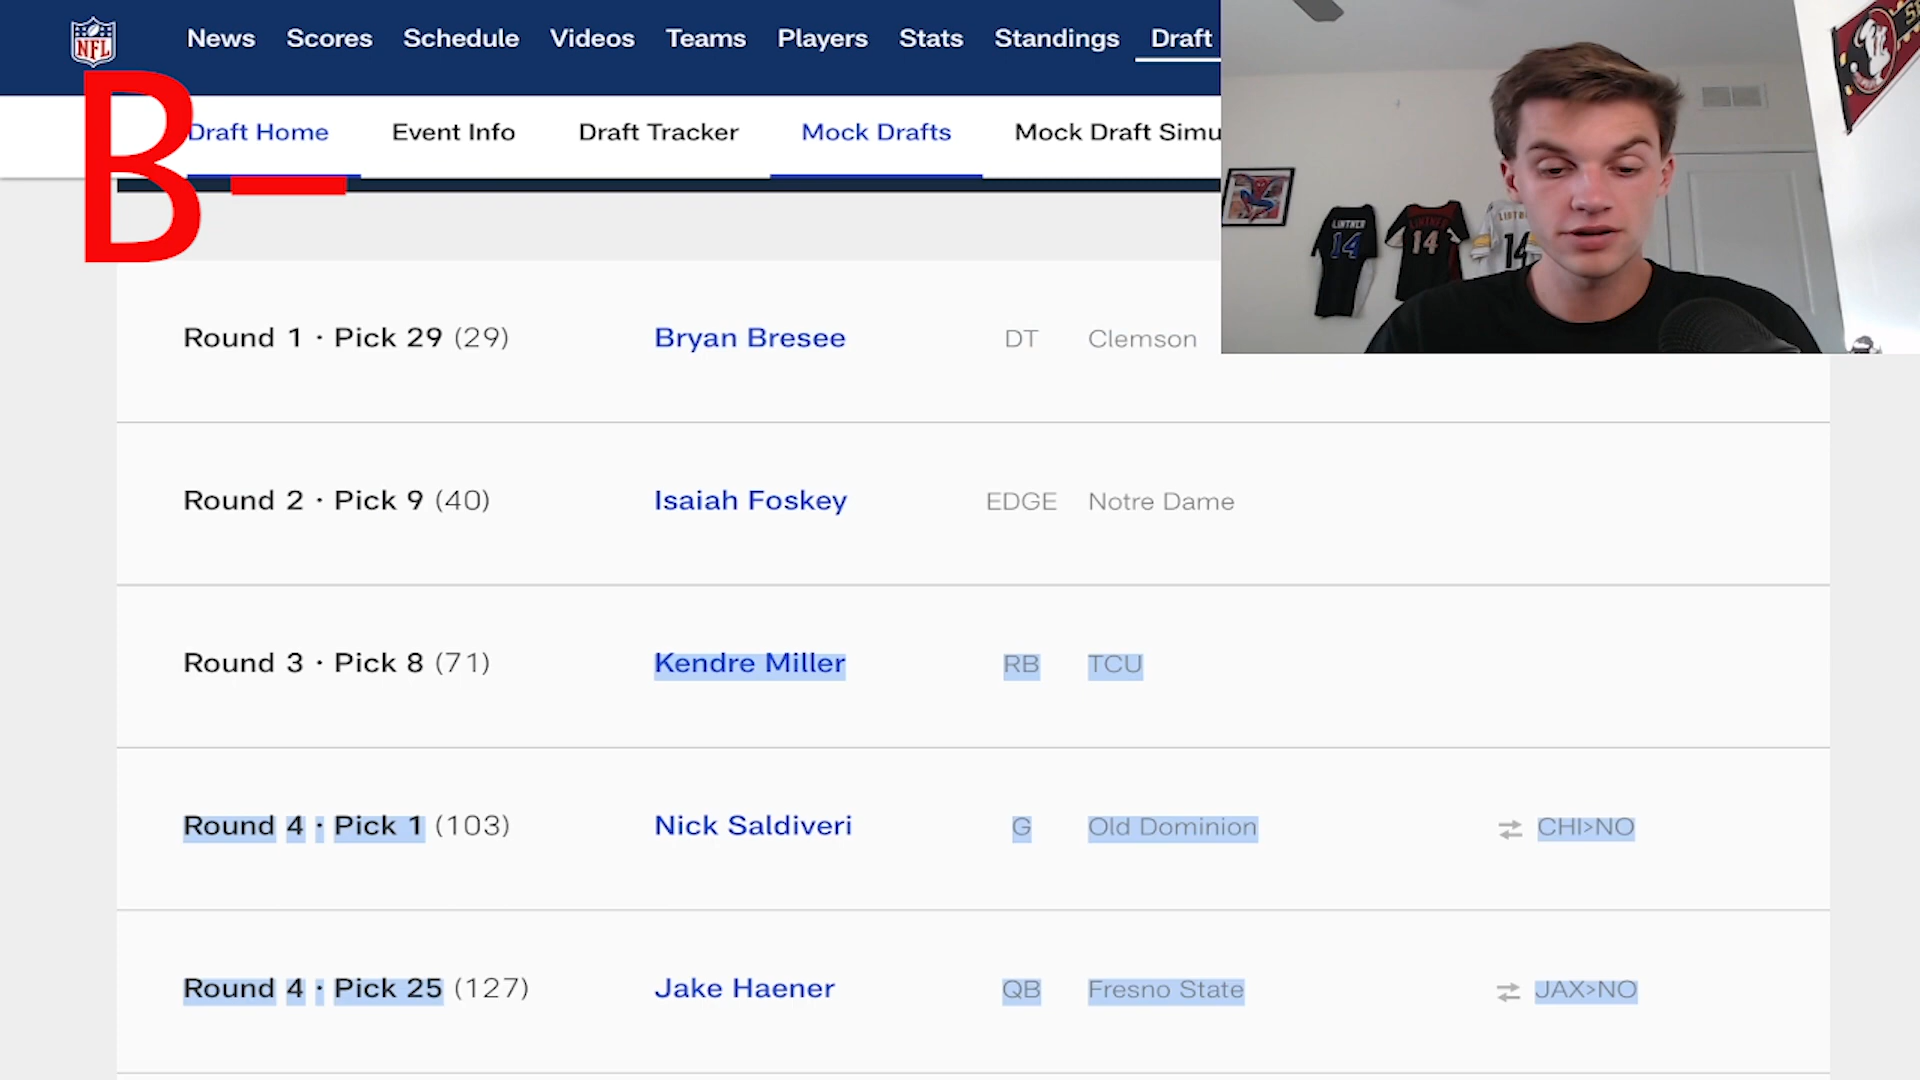 NFL
News Scores Schedule Videos Teams Players Stats Standings Draft
B-
Draft Home Event Info Draft Tracker Mock Drafts Mock Draft Simu
LINTNER
14
LINTNER
14
14
Round 1 · Pick 29 (29) Bryan Bresee DT Clemson
Round 2 · Pick 9 (40) Isaiah Foskey EDGE Notre Dame
Round 3 · Pick 8 (71) Kendre Miller RB TCU
Round 4 · Pick 1 (103) Nick Saldiveri G Old Dominion CHI>NO
Round 4 · Pick 25 (127) Jake Haener QB Fresno State JAX>NO